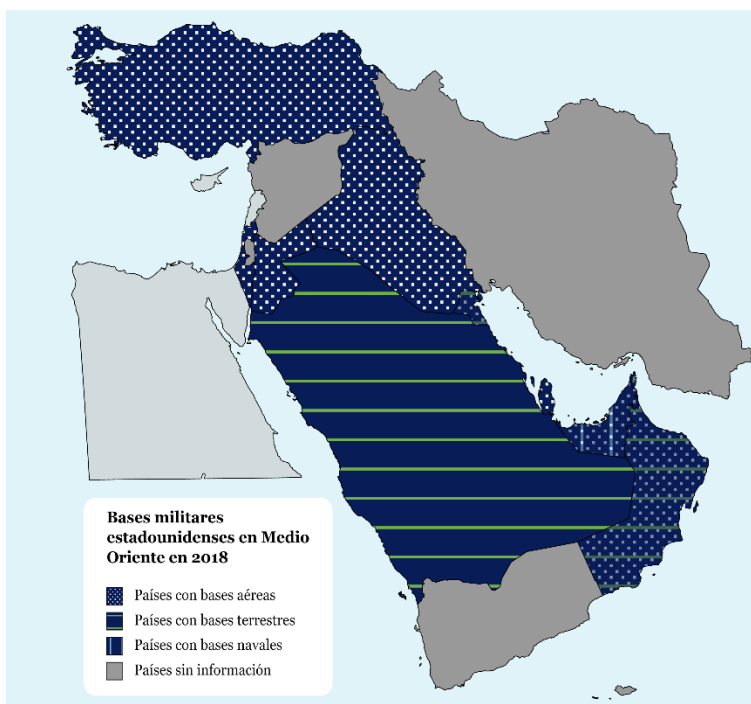 Bases militares
estadounidenses en Medio
Oriente en 2018
Países con bases aéreas
Países con bases terrestres
Países con bases navales
Países sin información